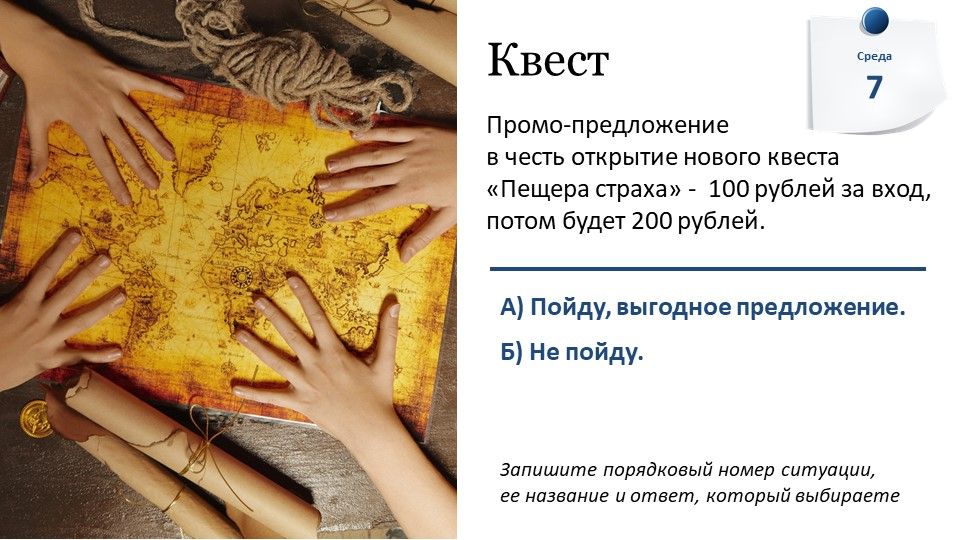 Квест
Среда
7
Промо-предложение
в честь открытие нового квеста
«Пещера страха» - 100 рублей за вход,
потом будет 200 рублей.
А) Пойду, выгодное предложение.
Б) Не пойду.
Запишите порядковый номер ситуации,
ее название и ответ, который выбираете